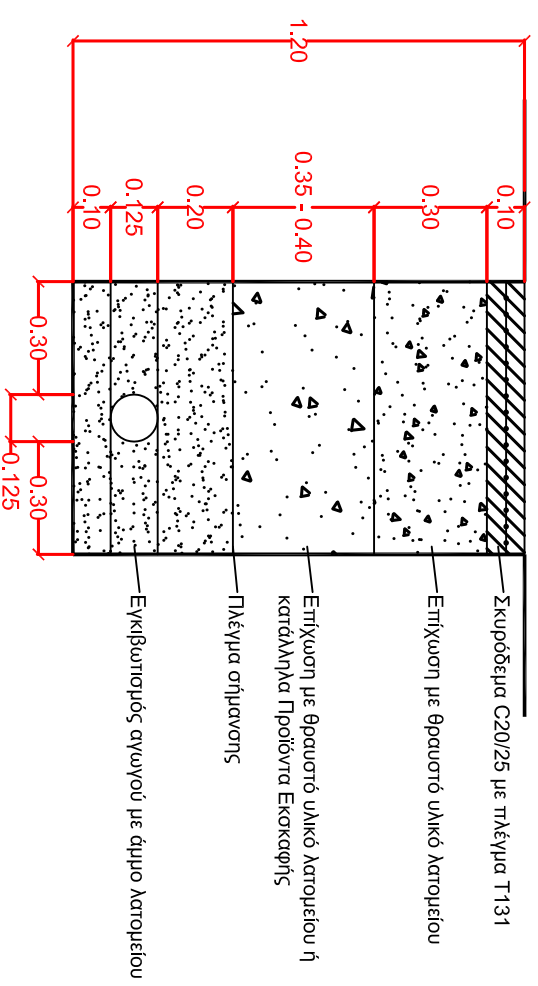 Σκυρόδεμα C20/25 με πλέγμα Τ131
Επίχωση με θραυστό υλικό λατομείου
Επίχωση με θραυστό υλικό λατομείου ή
κατάλληλα Προϊόντα Εκσκαφής
Πλέγμα σήμανσης
Εγκιβωτισμός αγωγού με άμμο λατομείου
1.20
0.10
0.30
0.35 - 0.40
0.20
0.125
0.10
0.30
0.125
0.30